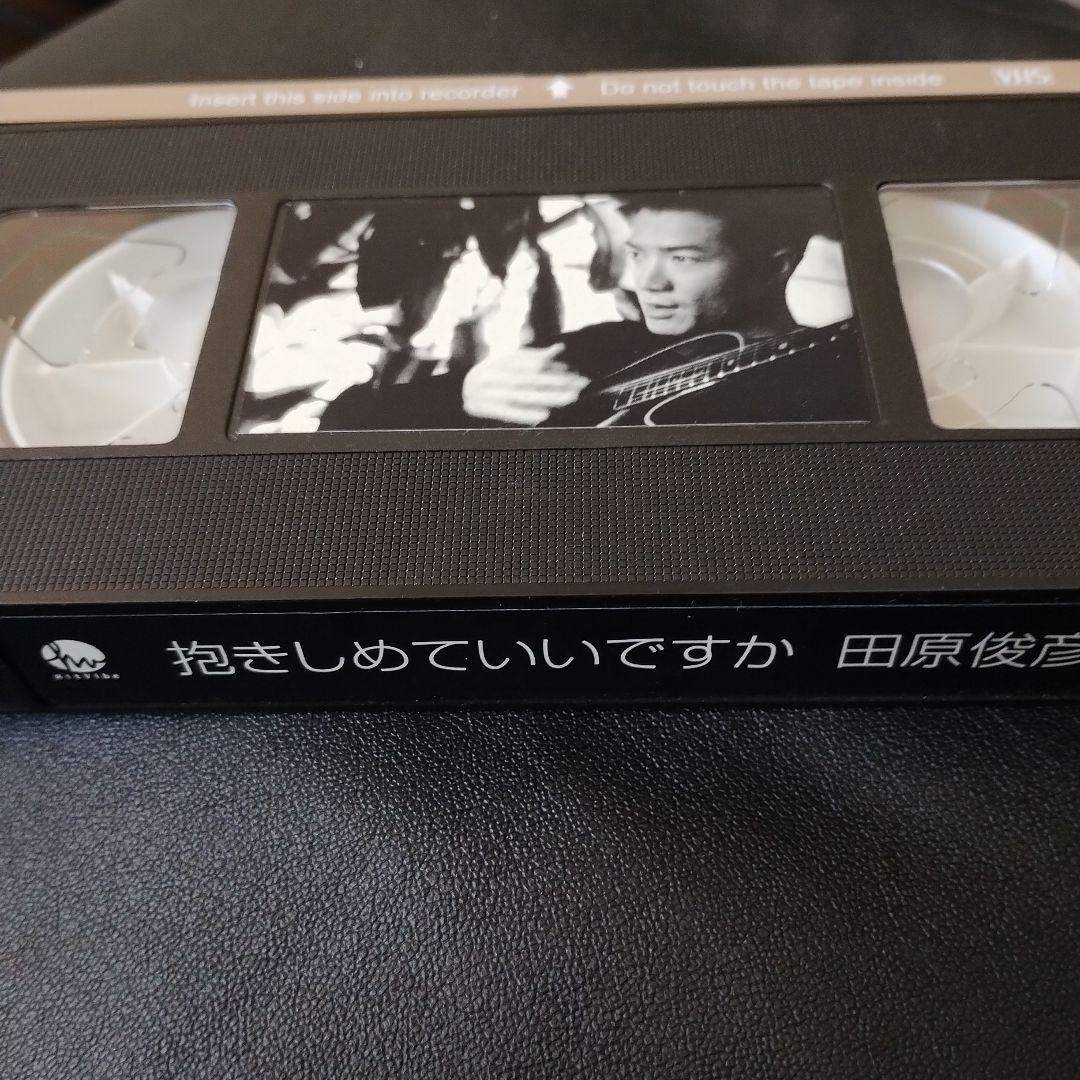 Insert this side into recorder ⬆ Do not touch the tape inside VHS
HitVibe
抱きしめていいですか 田原俊彦